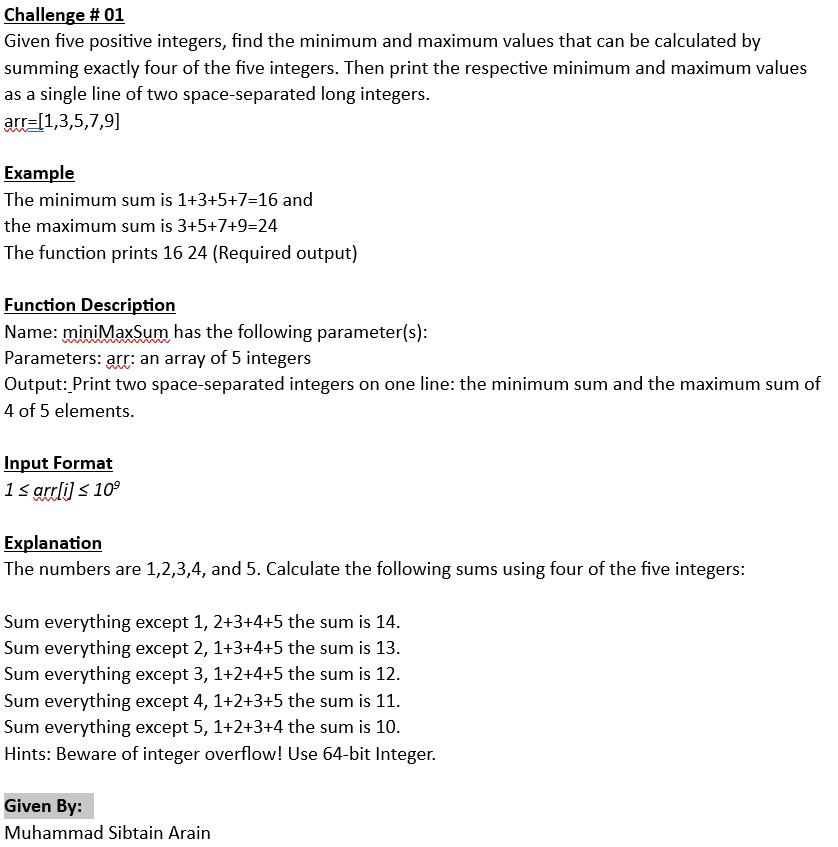 Challenge # 01
Given five positive integers, find the minimum and maximum values that can be calculated by
summing exactly four of the five integers. Then print the respective minimum and maximum values
as a single line of two space-separated long integers.
arr=[1,3,5,7,9]
Example
The minimum sum is 1+3+5+7=16 and
the maximum sum is 3+5+7+9=24
The function prints 16 24 (Required output)
Function Description
Name: miniMaxSum has the following parameter(s):
Parameters: arr: an array of 5 integers
Output: Print two space-separated integers on one line: the minimum sum and the maximum sum of
4 of 5 elements.
Input Format
1 ≤ arr[i] ≤ 10⁹
Explanation
The numbers are 1,2,3,4, and 5. Calculate the following sums using four of the five integers:
Sum everything except 1, 2+3+4+5 the sum is 14.
Sum everything except 2, 1+3+4+5 the sum is 13.
Sum everything except 3, 1+2+4+5 the sum is 12.
Sum everything except 4, 1+2+3+5 the sum is 11.
Sum everything except 5, 1+2+3+4 the sum is 10.
Hints: Beware of integer overflow! Use 64-bit Integer.
Given By:
Muhammad Sibtain Arain